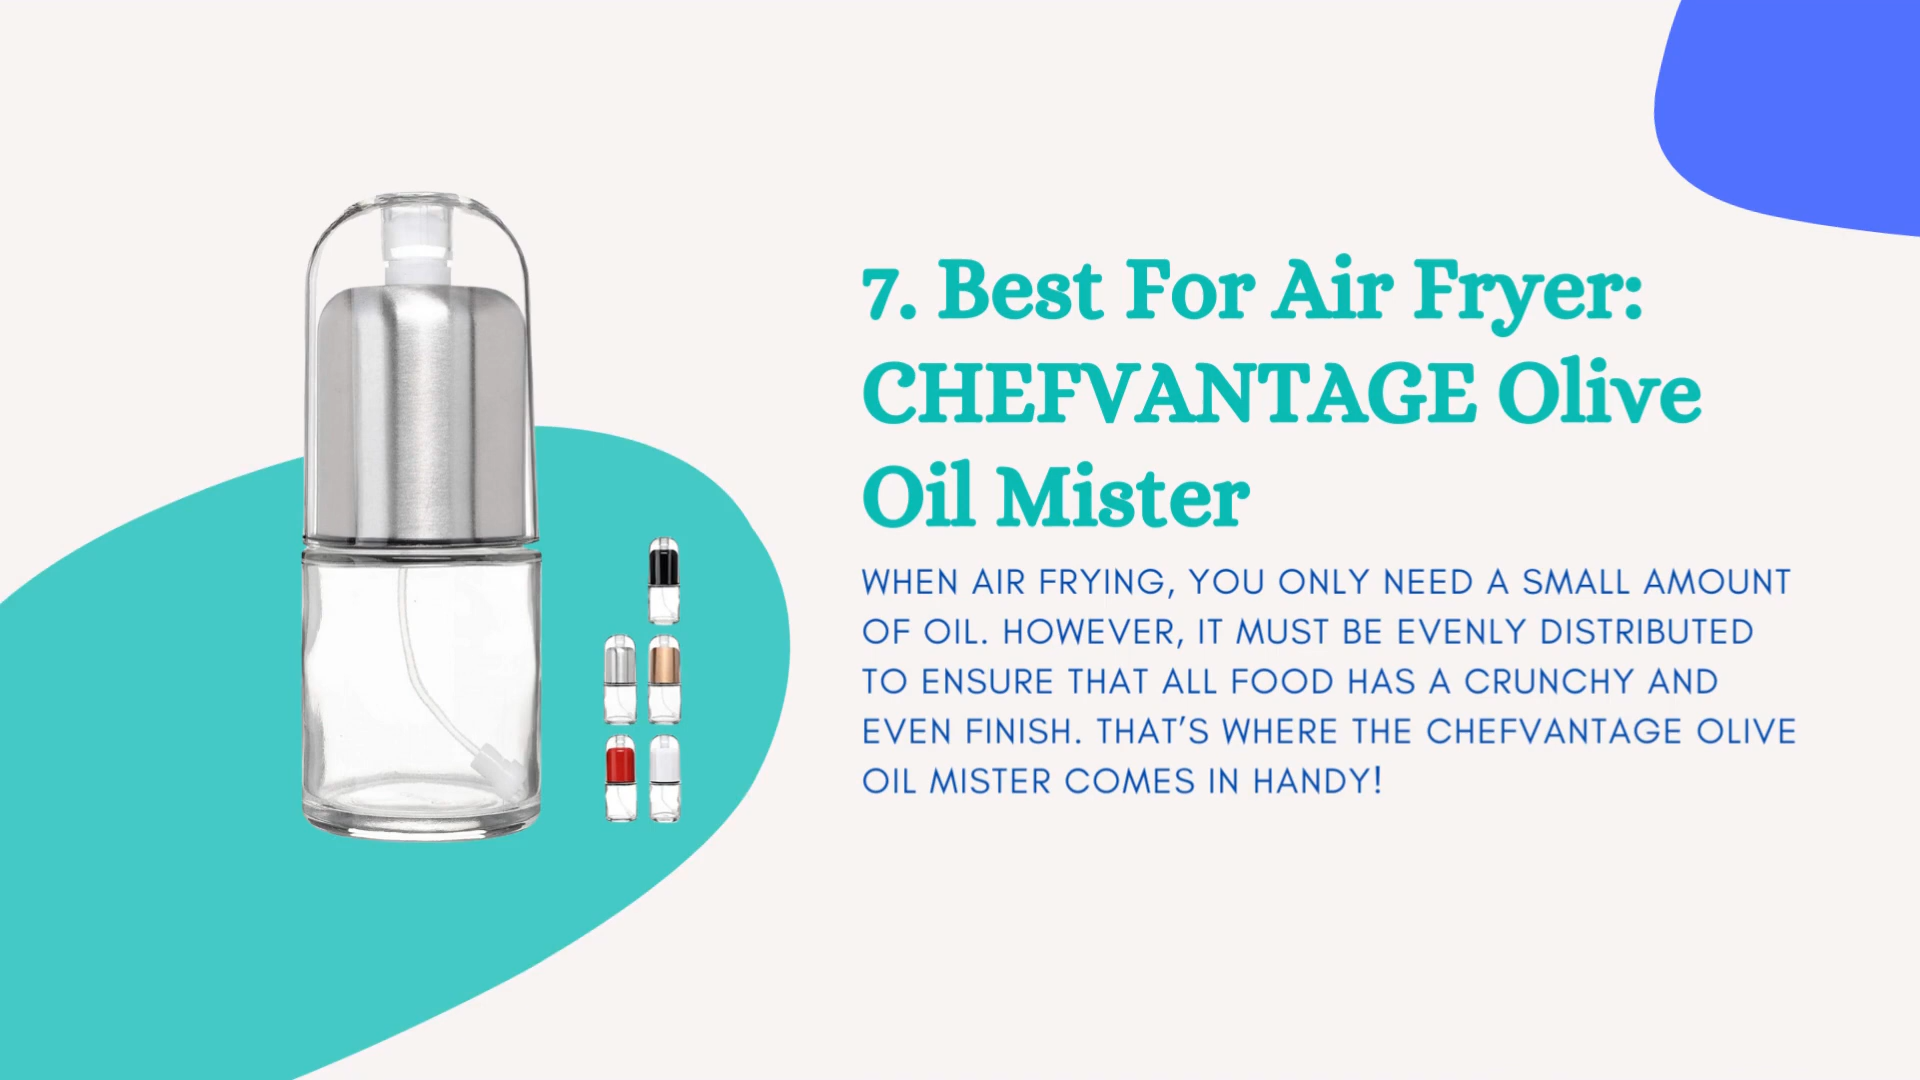 7. Best For Air Fryer:
CHEFVANTAGE Olive
Oil Mister
WHEN AIR FRYING, YOU ONLY NEED A SMALL AMOUNT
OF OIL. HOWEVER, IT MUST BE EVENLY DISTRIBUTED
TO ENSURE THAT ALL FOOD HAS A CRUNCHY AND
EVEN FINISH. THAT'S WHERE THE CHEFVANTAGE OLIVE
OIL MISTER COMES IN HANDY!